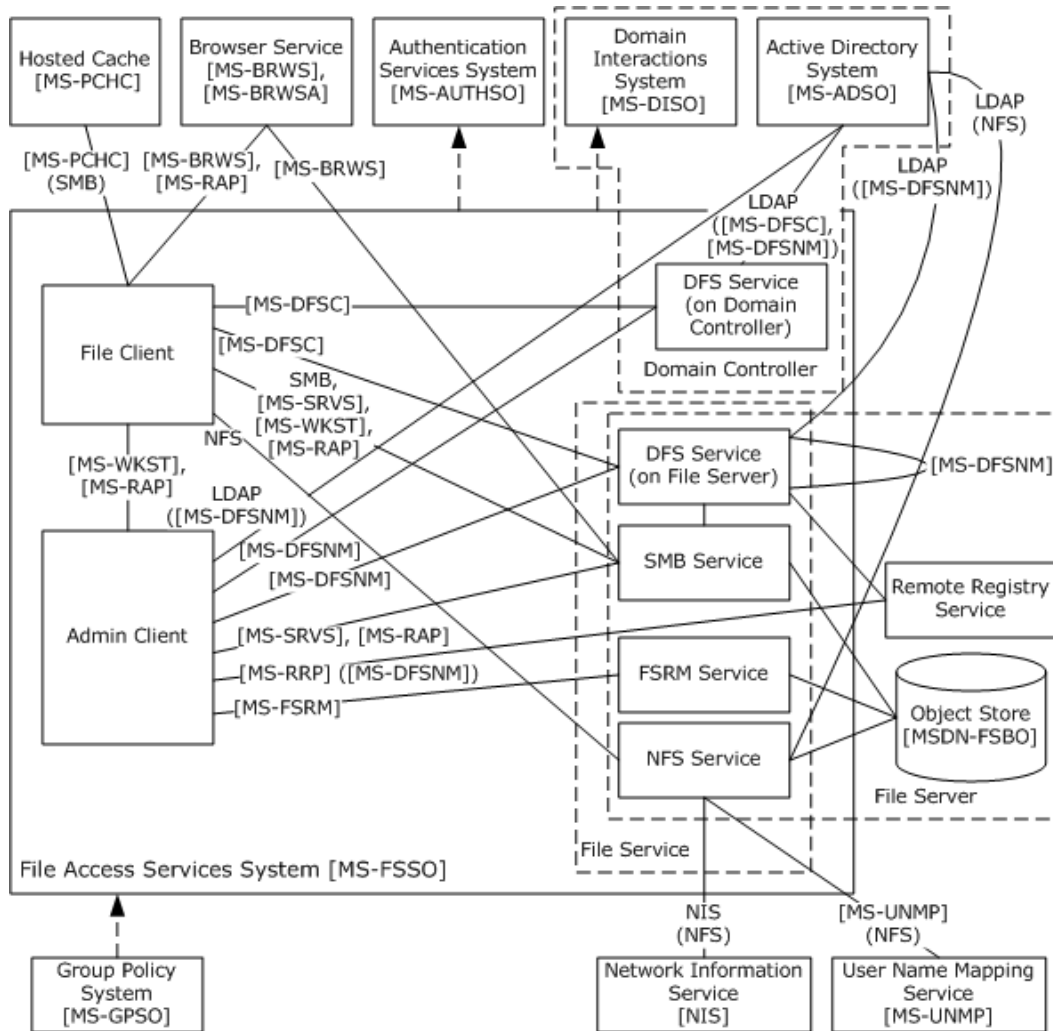 Hosted Cache
[MS-PCHC]
Browser Service
[MS-BRWS],
[MS-BRWSA]
Authentication
Services System
[MS-AUTHSO]
Domain
Interactions
System
[MS-DISO]
Active Directory
System
[MS-ADSO]
LDAP
(NFS)
[MS-PCHC]
(SMB)
[MS-BRWS],
[MS-RAP]
[MS-BRWS]
LDAP
([MS-DFSNM])
LDAP
([MS-DFSC],
[MS-DFSNM])
File Client
[MS-DFSC]
DFS Service
(on Domain
Controller)
[MS-DFSC]
Domain Controller
SMB,
[MS-SRVS],
[MS-WKST],
[MS-RAP]
NFS
DFS Service
(on File Server)
[MS-DFSNM]
[MS-WKST],
[MS-RAP]
LDAP
([MS-DFSNM])
[MS-DFSNM]
[MS-DFSNM]
SMB Service
Admin Client
[MS-SRVS], [MS-RAP]
Remote Registry
Service
[MS-RRP] ([MS-DFSNM])
FSRM Service
[MS-FSRM]
Object Store
[MSDN-FSBO]
NFS Service
File Server
File Service
File Access Services System [MS-FSSO]
NIS
(NFS)
[MS-UNMP]
(NFS)
Group Policy
System
[MS-GPSO]
Network Information
Service
[NIS]
User Name Mapping
Service
[MS-UNMP]